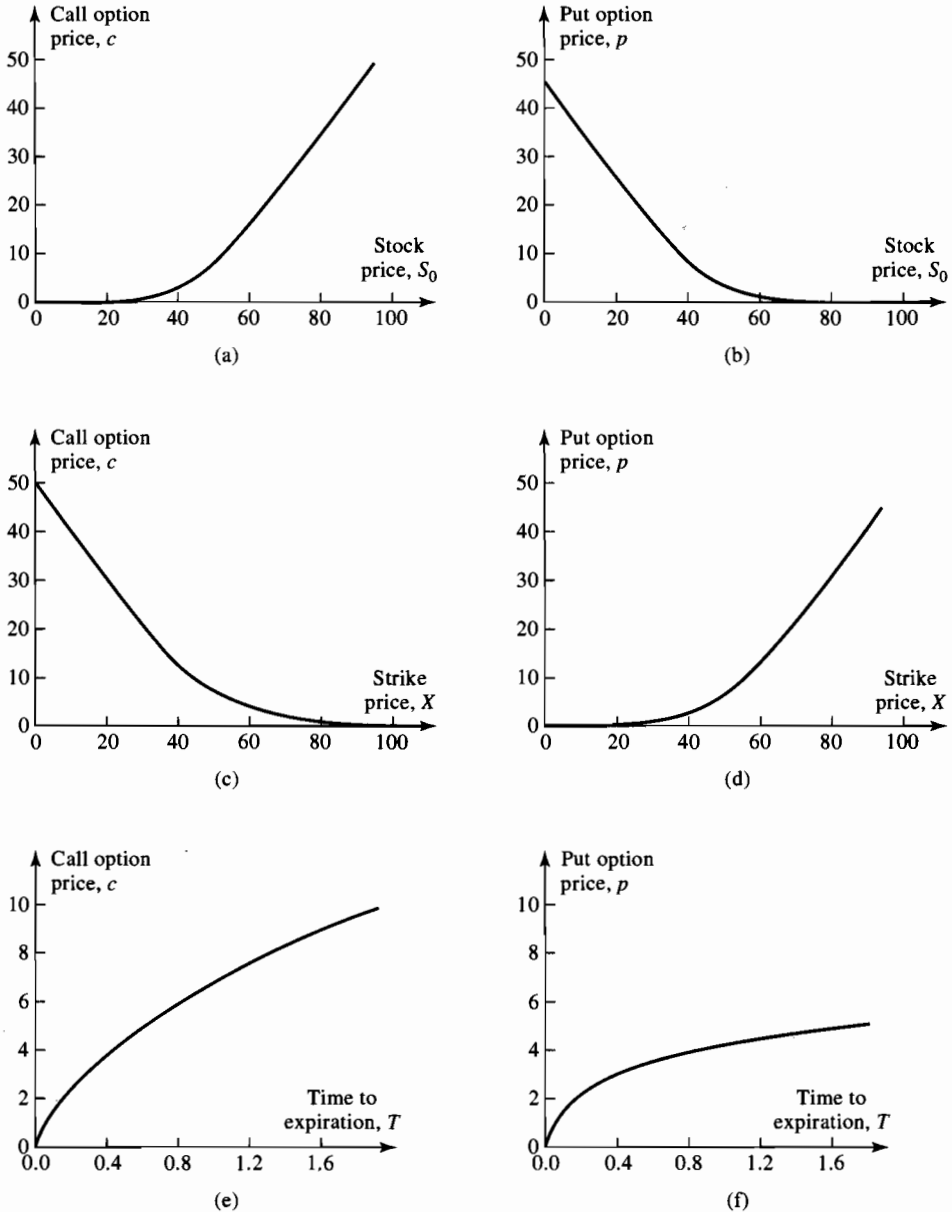 Call option
price, c
50
40
30
20
10
0
Stock
price, S0
0 20 40 60 80 100
(a)
Put option
price, p
50
40
30
20
10
0
Stock
price, S0
0 20 40 60 80 100
(b)
Call option
price, c
50
40
30
20
10
0
Strike
price, X
0 20 40 60 80 100
(c)
Put option
price, p
50
40
30
20
10
0
Strike
price, X
0 20 40 60 80 100
(d)
Call option
price, c
10
8
6
4
2
0
Time to
expiration, T
0.0 0.4 0.8 1.2 1.6
(e)
Put option
price, p
10
8
6
4
2
0
Time to
expiration, T
0.0 0.4 0.8 1.2 1.6
(f)